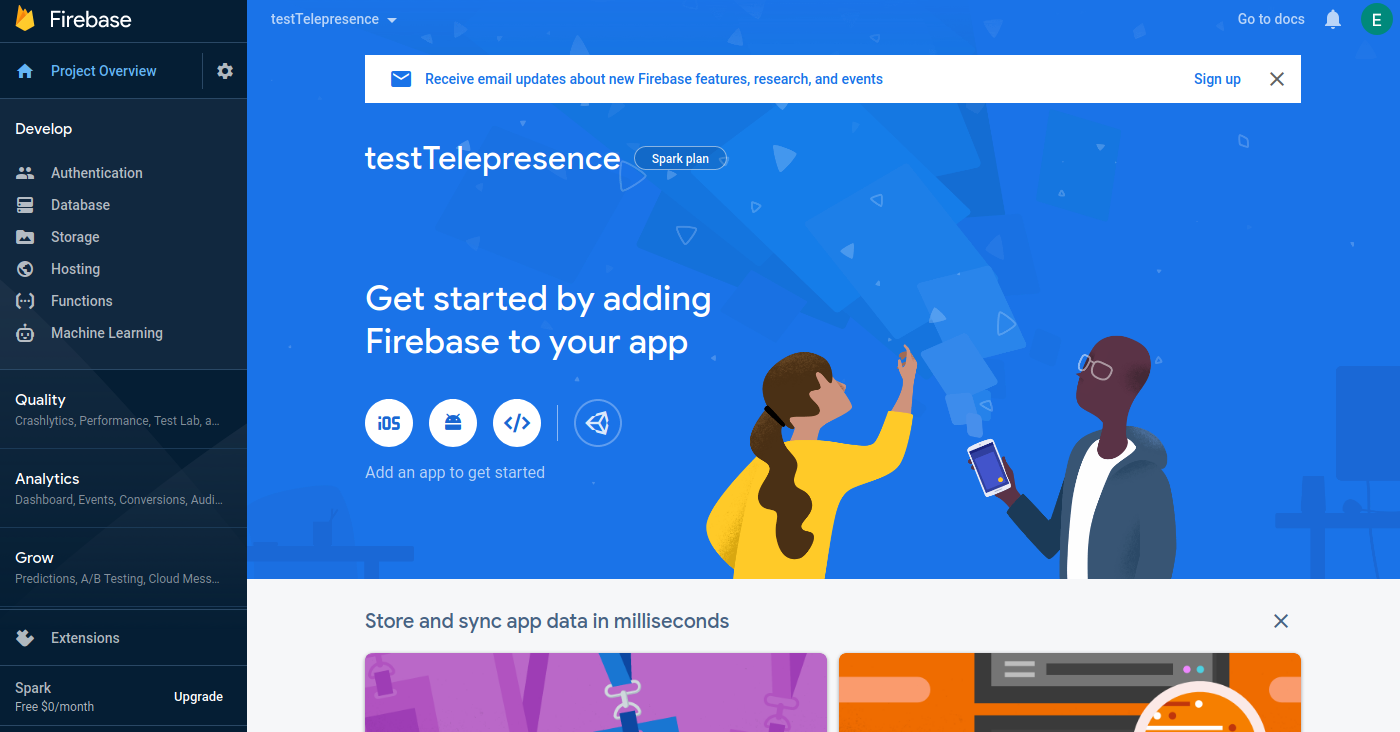 Firebase
testTelepresence
Go to docs
E
Project Overview
Receive email updates about new Firebase features, research, and events
Sign up
Develop
Authentication
Database
Storage
Hosting
Functions
Machine Learning
Quality
Crashlytics, Performance, Test Lab, a...
Analytics
Dashboard, Events, Conversions, Audi...
Grow
Predictions, A/B Testing, Cloud Mess...
Extensions
Spark
Free $0/month
Upgrade
testTelepresence
Spark plan
Get started by adding
Firebase to your app
iOS
</>
Add an app to get started
Store and sync app data in milliseconds